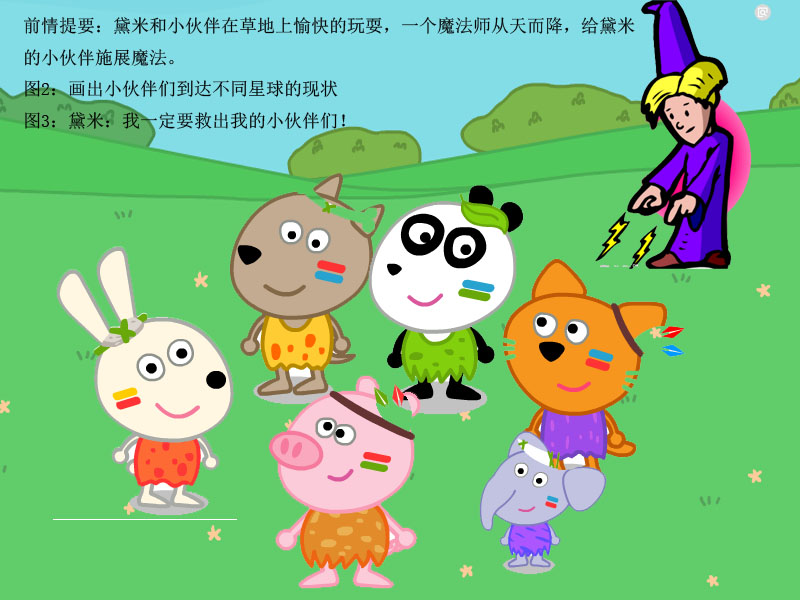 前情提要：黛米和小伙伴在草地上愉快的玩耍，一个魔法师从天而降，给黛米
的小伙伴施展魔法。
图2：画出小伙伴们到达不同星球的现状
图3：黛米：我一定要救出我的小伙伴们！